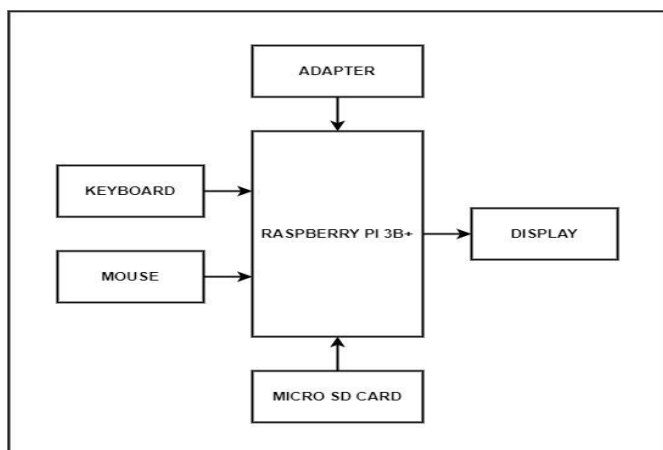 ADAPTER
KEYBOARD
RASPBERRY PI 3B+
DISPLAY
MOUSE
MICRO SD CARD